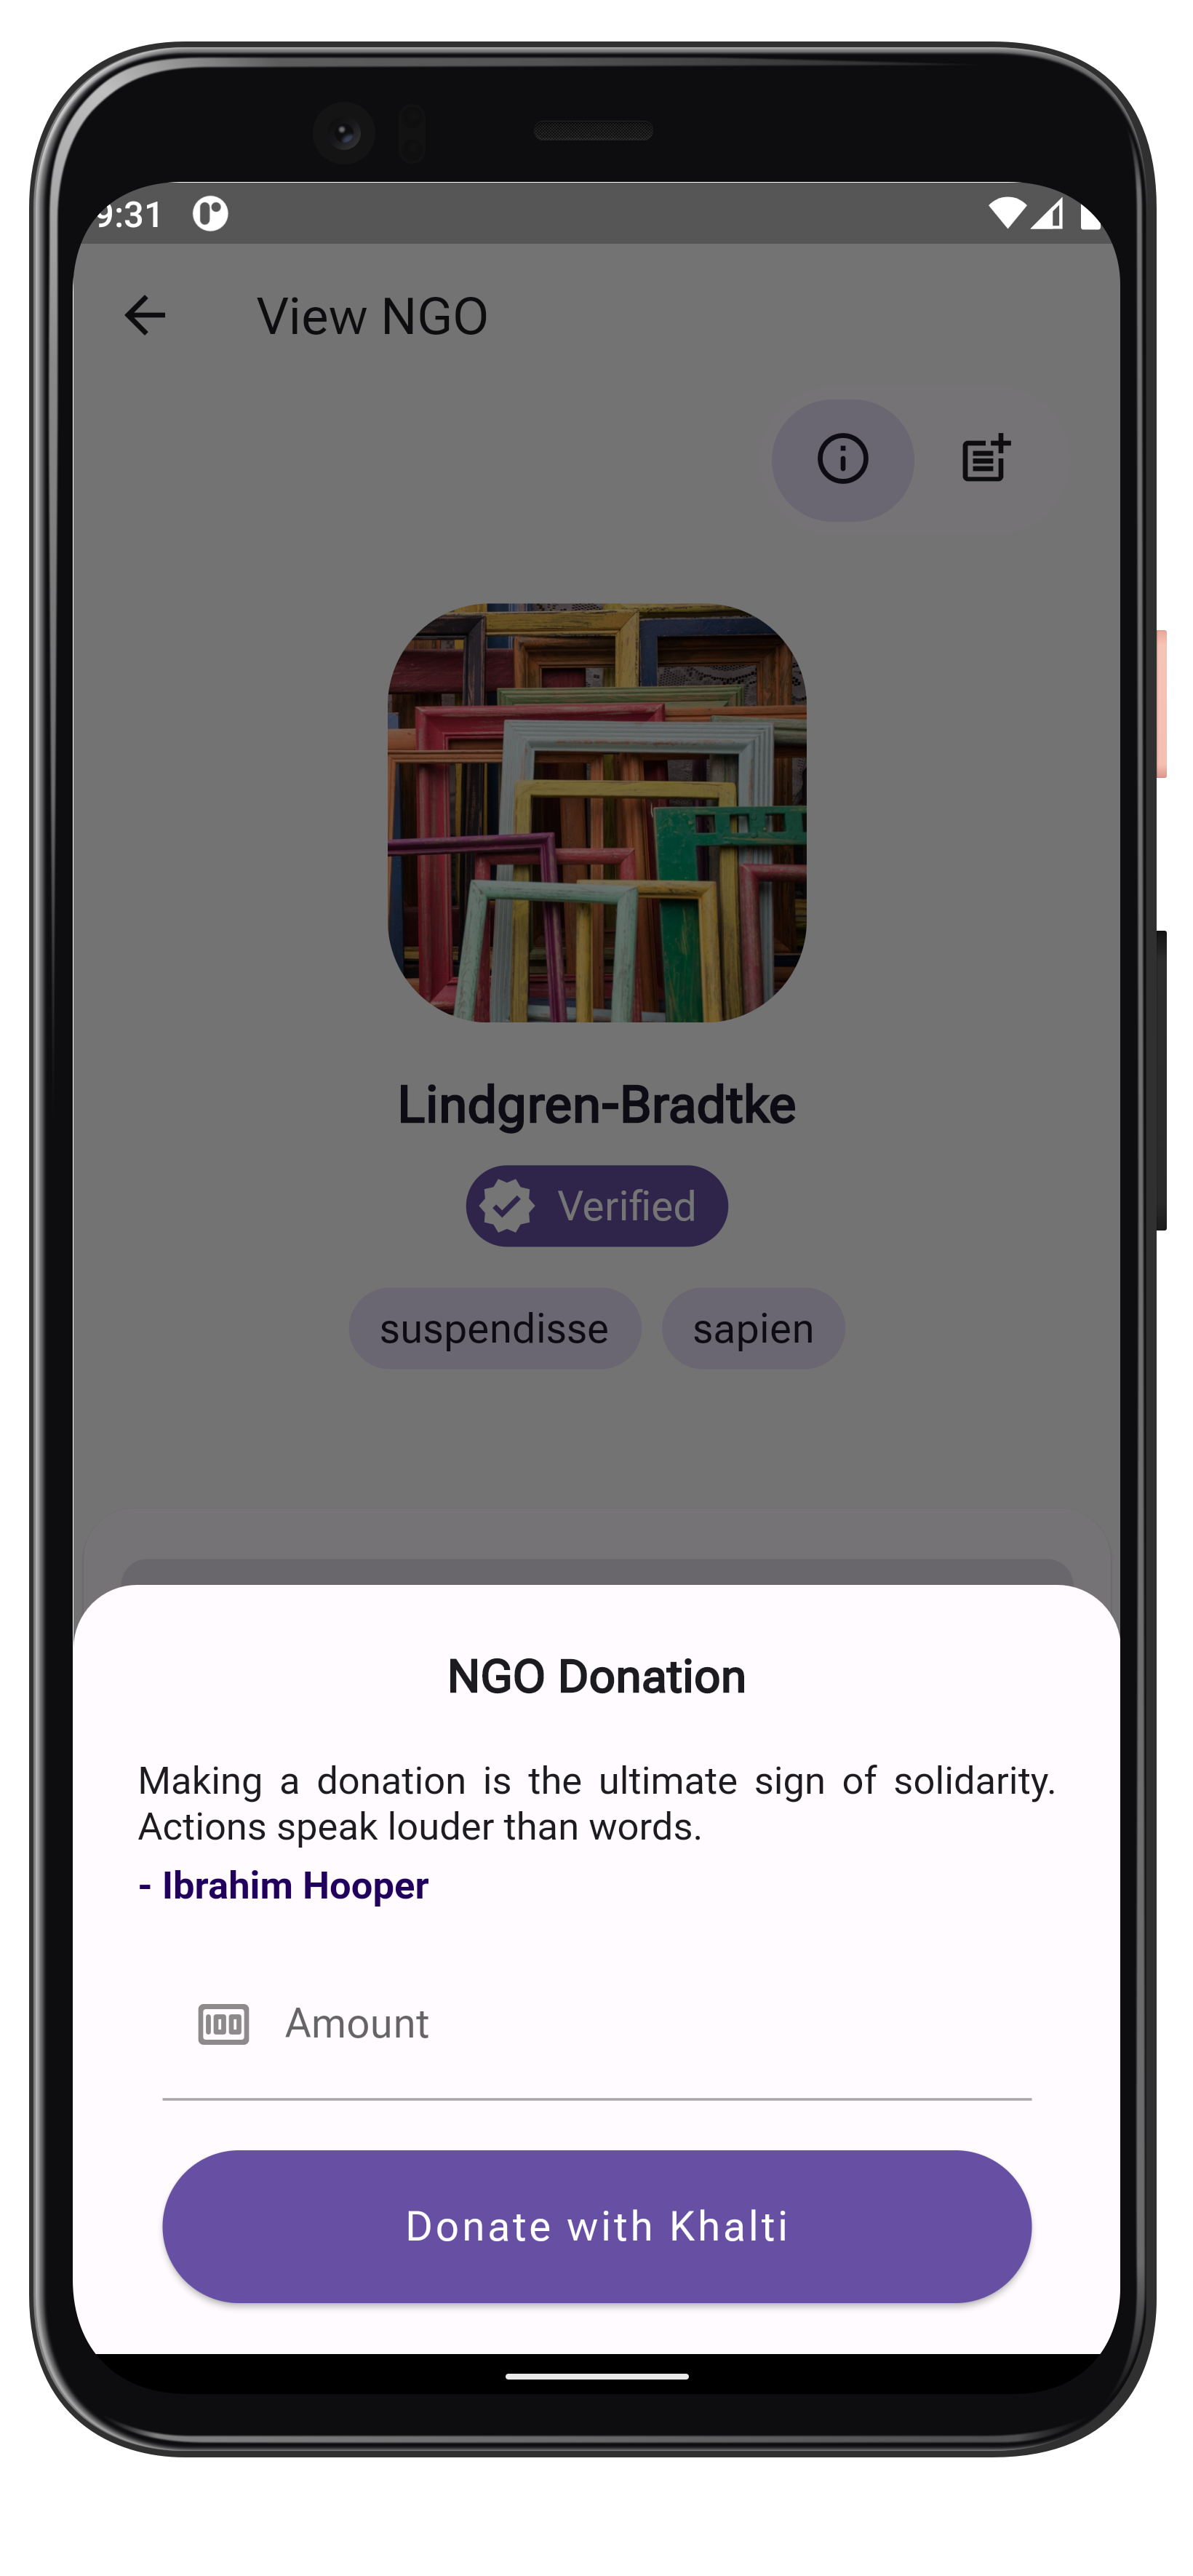 9:31
View NGO
Lindgren-Bradtke
Verified
suspendisse sapien
NGO Donation
Making a donation is the ultimate sign of solidarity.
Actions speak louder than words.
- Ibrahim Hooper
100 Amount
Donate with Khalti